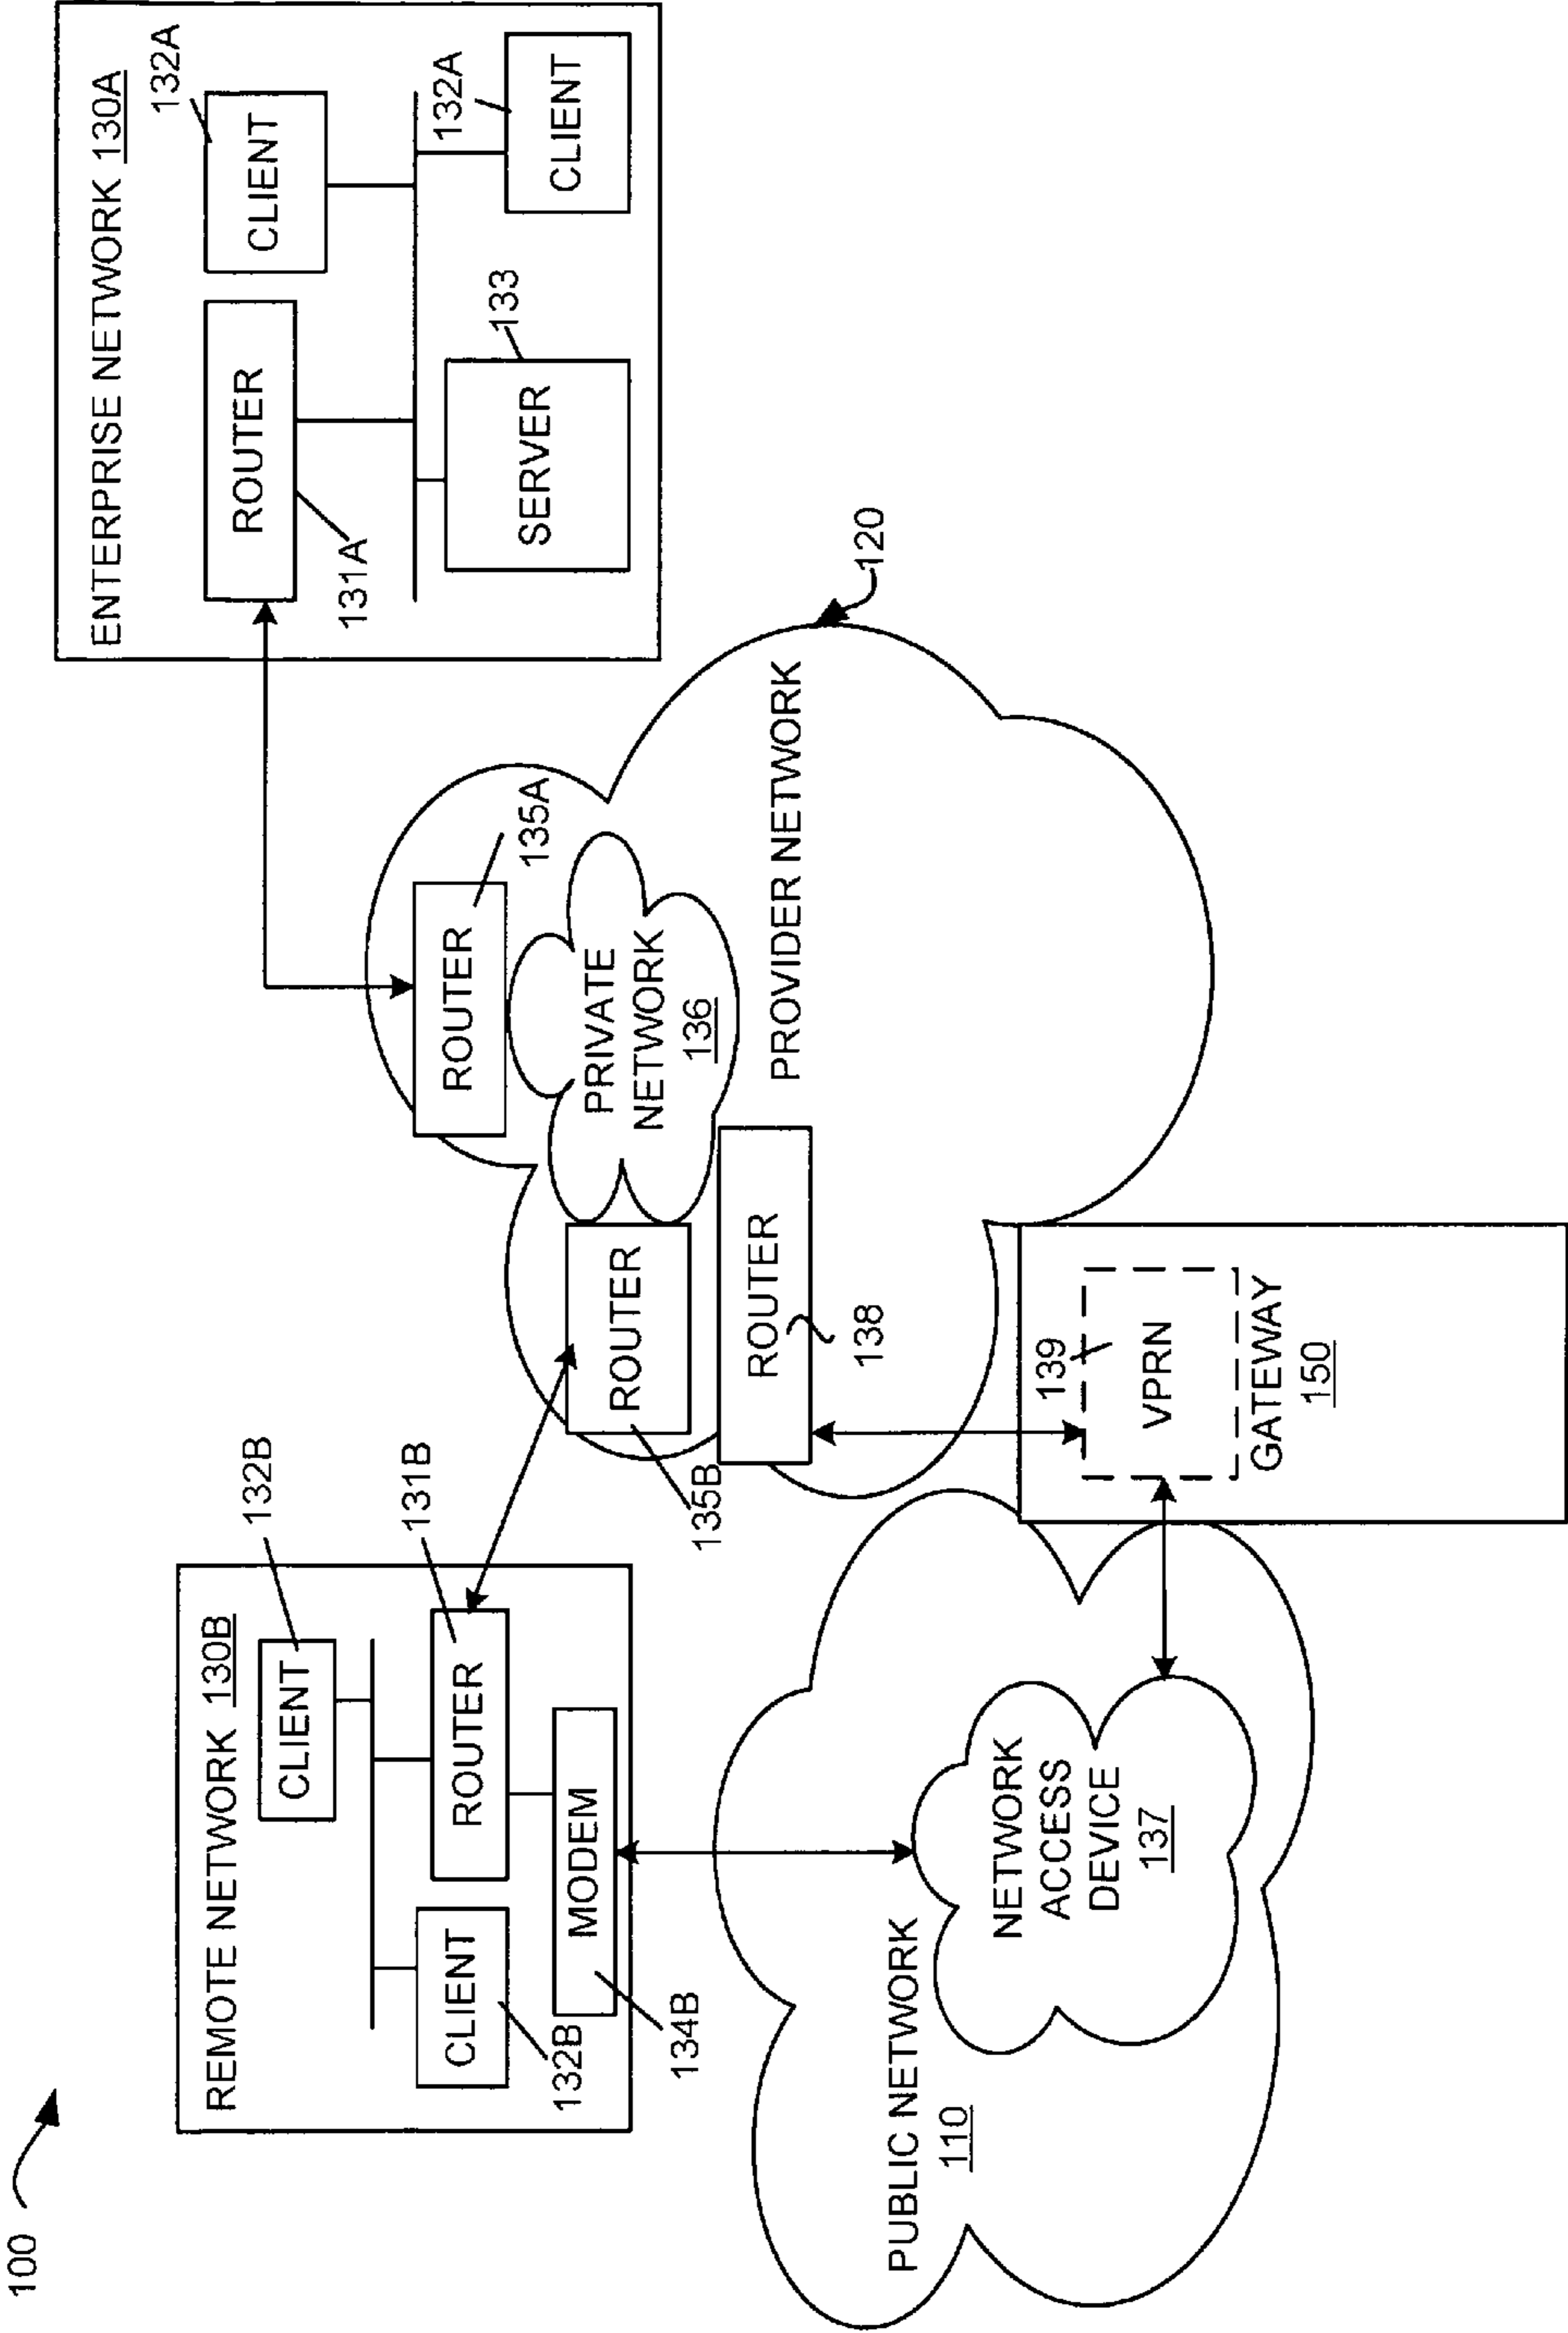 100
REMOTE NETWORK 130B
132B
CLIENT
CLIENT
132B
131B
ROUTER
MODEM
134B
ENTERPRISE NETWORK 130A
132A
ROUTER
CLIENT
131A
133
132A
SERVER
CLIENT
135A
ROUTER
PRIVATE
NETWORK
136
ROUTER
135B
ROUTER
138
PROVIDER NETWORK
120
PUBLIC NETWORK
110
NETWORK
ACCESS
DEVICE
137
139
VPRN
GATEWAY
150